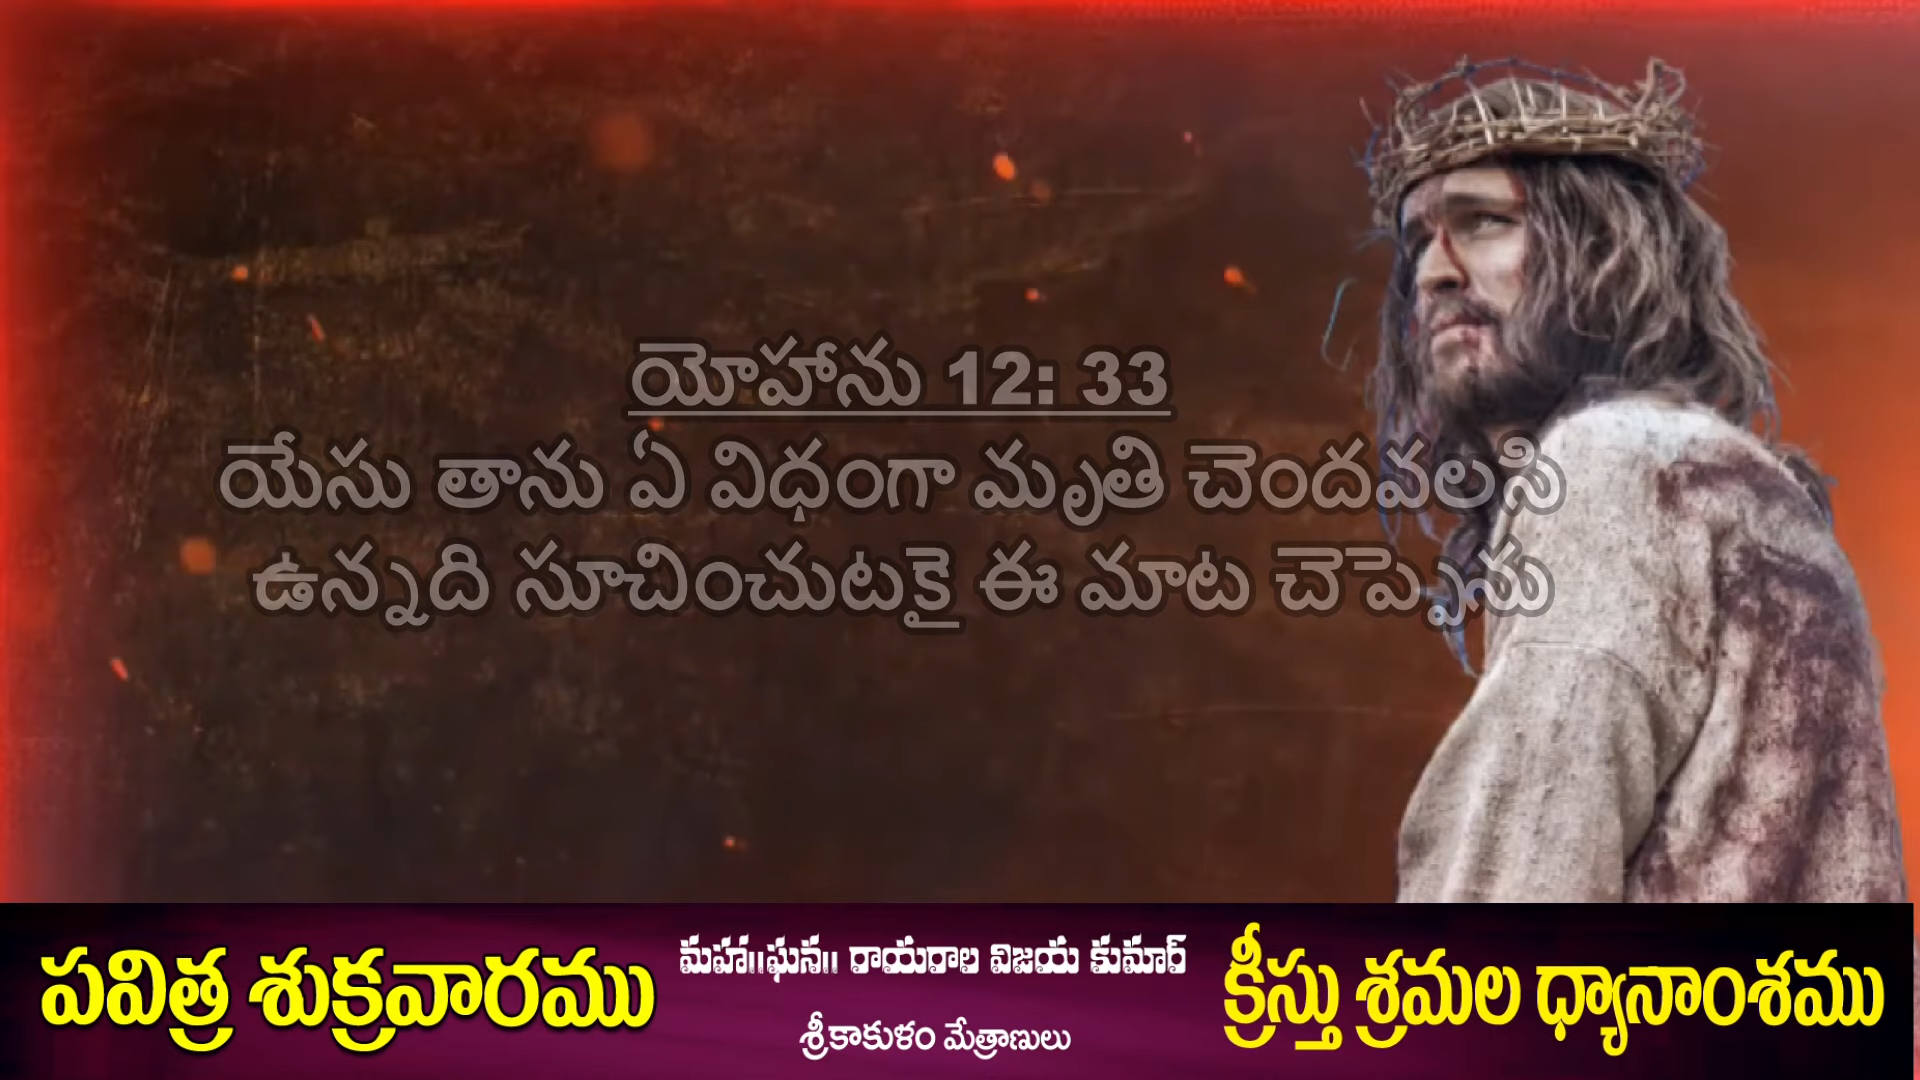 యోహాను 12: 33
యేసు తాను ఏ విధంగా మృతి చెందవలసి
ఉన్నది సూచించుటకై ఈ మాట చెప్పెను
పవిత్ర శుక్రవారము
మహా॥ఘన॥ రాయరాల విజయ కుమార్
శ్రీకాకుళం మేత్రాణులు
క్రీస్తు శ్రమల ధ్యానాంశము